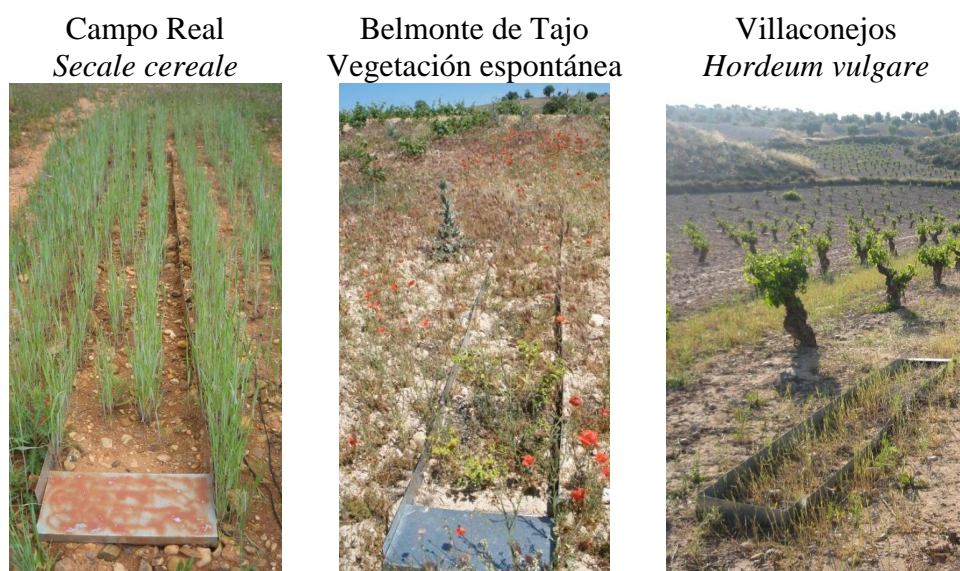 Campo Real
Secale cereale
Belmonte de Tajo
Vegetación espontánea
Villaconejos
Hordeum vulgare